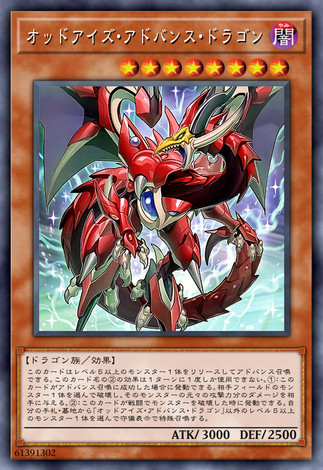 オッドアイズ・アドバンス・ドラゴン
闇
やみ
【ドラゴン族／効果】
このカードはレベル５以上のモンスター１体をリリースしてアドバンス召喚
できる。このカード名の②の効果は１ターンに１度しか使用できない。①：この
カードがアドバンス召喚に成功した場合に発動できる。相手フィールドのモン
スター１体を選んで破壊し、そのモンスターの元々の攻撃力分のダメージを相
手に与える。②：このカードが戦闘でモンスターを破壊した時に発動できる。自
分の手札・墓地から「オッドアイズ・アドバンス・ドラゴン」以外のレベル５以上
のモンスター１体を選んで守備表示で特殊召喚する。
ATK/ 3000 DEF/2500
61391302